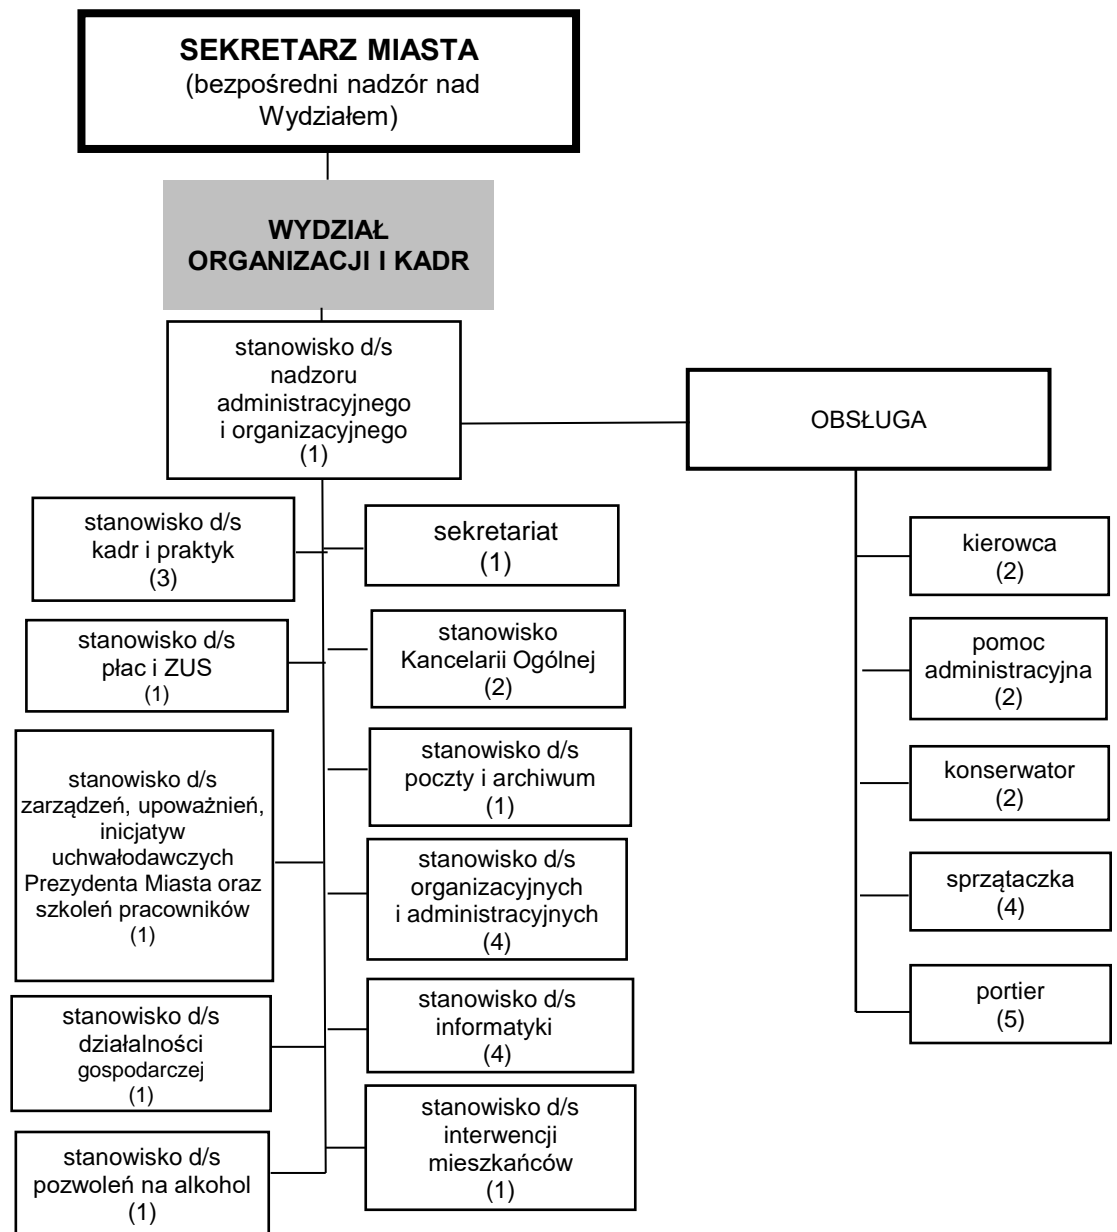 SEKRETARZ MIASTA
(bezpośredni nadzór nad
Wydziałem)
WYDZIAŁ
ORGANIZACJI I KADR
stanowisko d/s
nadzoru
administracyjnego
i organizacyjnego
(1)
OBSŁUGA
stanowisko d/s
kadr i praktyk
(3)
sekretariat
(1)
stanowisko d/s
płac i ZUS
(1)
stanowisko
Kancelarii Ogólnej
(2)
stanowisko d/s
zarządzeń, upoważnień,
inicjatyw
uchwałodawczych
Prezydenta Miasta oraz
szkoleń pracowników
(1)
stanowisko d/s
poczty i archiwum
(1)
stanowisko d/s
organizacyjnych
i administracyjnych
(4)
stanowisko d/s
działalności
gospodarczej
(1)
stanowisko d/s
informatyki
(4)
stanowisko d/s
pozwoleń na alkohol
(1)
stanowisko d/s
interwencji
mieszkańców
(1)
kierowca
(2)
pomoc
administracyjna
(2)
konserwator
(2)
sprzątaczka
(4)
portier
(5)